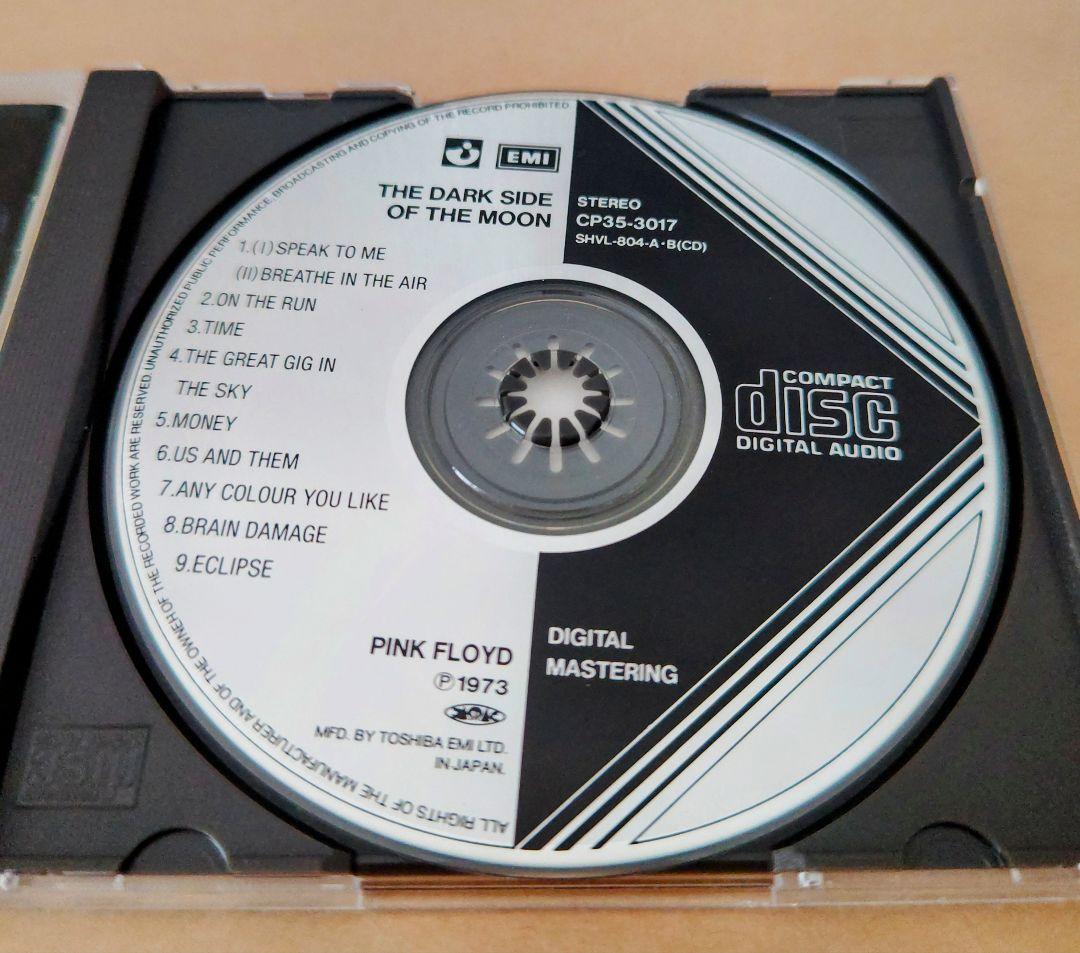 EMI
THE DARK SIDE
OF THE MOON
STEREO
CP35-3017
SHVL-804-A·B(CD)
1.(I)SPEAK TO ME
(II)BREATHE IN THE AIR
2.ON THE RUN
3.TIME
4.THE GREAT GIG IN
THE SKY
5.MONEY
6.US AND THEM
7.ANY COLOUR YOU LIKE
8.BRAIN DAMAGE
9.ECLIPSE
COMPACT
disc
DIGITAL AUDIO
DIGITAL
MASTERING
PINK FLOYD
Ⓟ1973
MFD. BY TOSHIBA EMI LTD.
IN JAPAN.
ALL RIGHTS OF THE MANUFACTURER AND OF THE OWNER OF THE RECORDED WORK ARE RESERVED. UNAUTHORIZED PUBLIC PERFORMANCE, BROADCASTING AND COPYING OF THE RECORD PROHIBITED